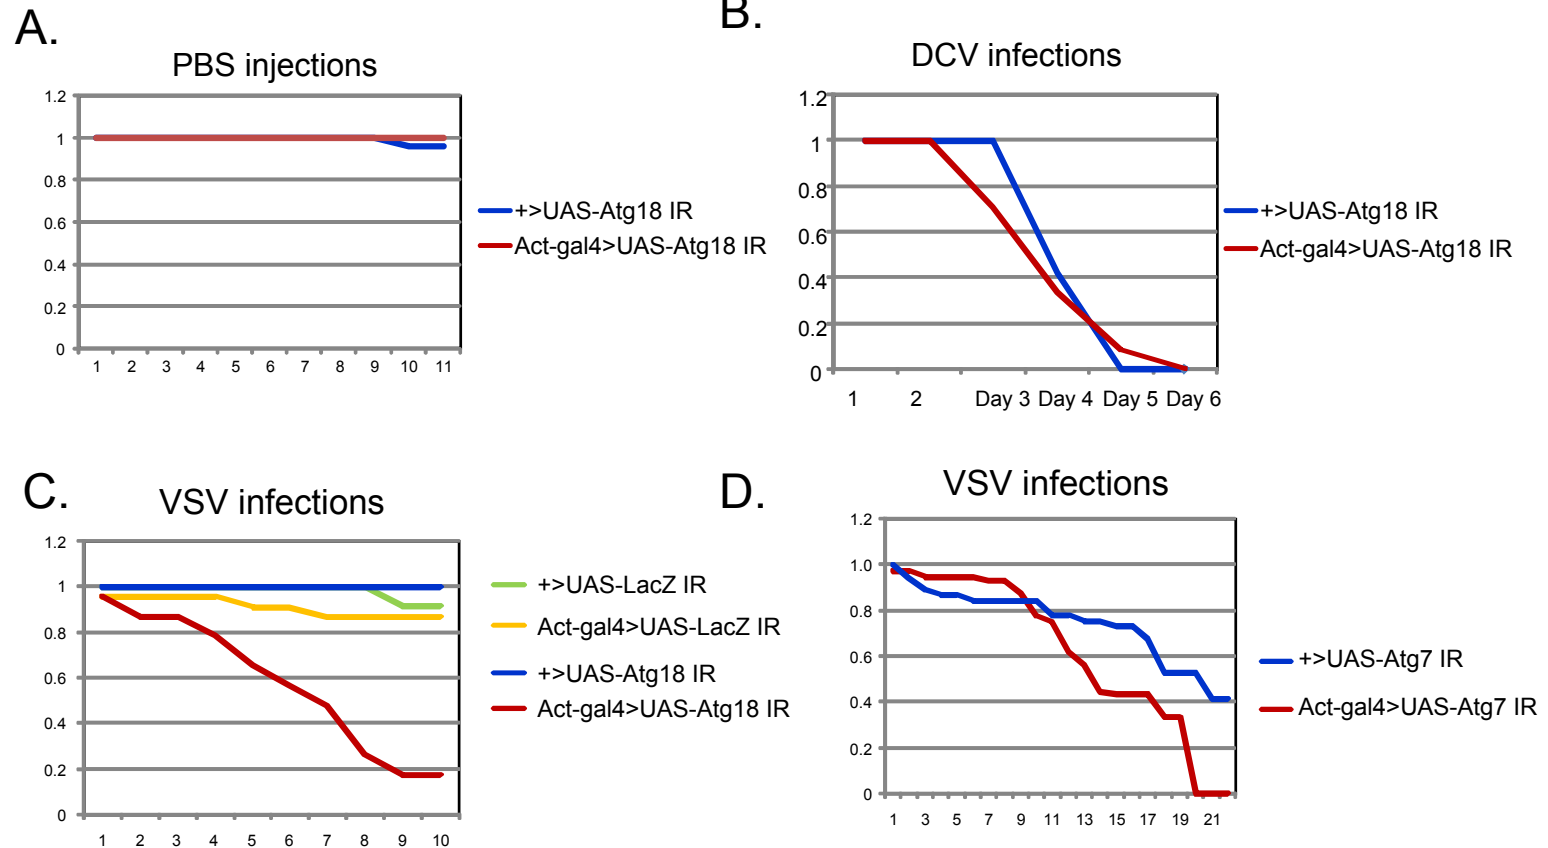 A.
PBS injections
1.2
1
0.8
0.6
0.4
0.2
0
1 2 3 4 5 6 7 8 9 10 11
+>UAS-Atg18 IR
Act-gal4>UAS-Atg18 IR
B.
DCV infections
1.2
1
0.8
0.6
0.4
0.2
0
1 2 Day 3 Day 4 Day 5 Day 6
+>UAS-Atg18 IR
Act-gal4>UAS-Atg18 IR
C.
VSV infections
1.2
1
0.8
0.6
0.4
0.2
0
1 2 3 4 5 6 7 8 9 10
+>UAS-LacZ IR
Act-gal4>UAS-LacZ IR
+>UAS-Atg18 IR
Act-gal4>UAS-Atg18 IR
D.
VSV infections
1.2
1.0
0.8
0.6
0.4
0.2
0
1 3 5 7 9 11 13 15 17 19 21
+>UAS-Atg7 IR
Act-gal4>UAS-Atg7 IR